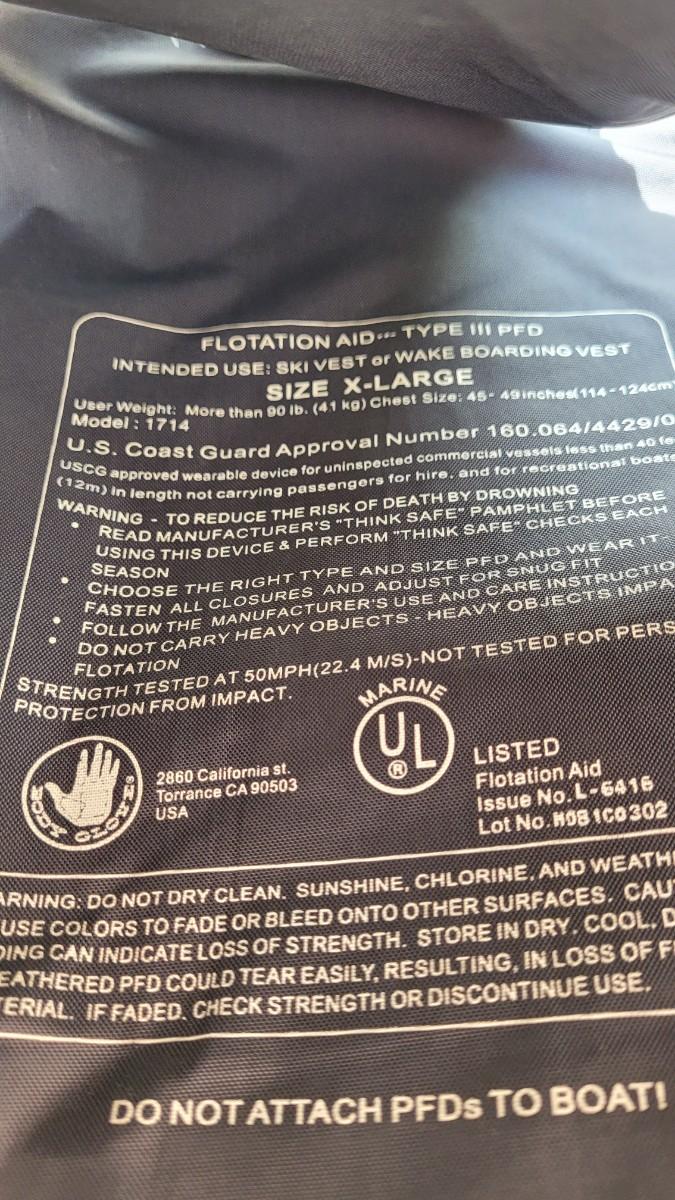 FLOTATION AID--- TYPE III PFD
INTENDED USE: SKI VEST or WAKE BOARDING VEST
SIZE X-LARGE
User Weight: More than 90 lb. (41 kg) Chest Size: 45- 49inches(114-124cm
Model : 1714
U.S. Coast Guard Approval Number 160.064/4429/0
USCG approved wearable device for uninspected commercial vessels less than 40 fe
(12m) in length not carrying passengers for hire, and for recreational boats
WARNING - TO REDUCE THE RISK OF DEATH BY DROWNING
• READ MANUFACTURER'S "THINK SAFE" PAMPHLET BEFORE
USING THIS DEVICE & PERFORM "THINK SAFE" CHECKS EACH
SEASON
• CHOOSE THE RIGHT TYPE AND SIZE PFD AND WEAR IT-
FASTEN ALL CLOSURES AND ADJUST FOR SNUG FIT
• FOLLOW THE MANUFACTURER'S USE AND CARE INSTRUCTIO
• DO NOT CARRY HEAVY OBJECTS - HEAVY OBJECTS IMPA
FLOTATION
STRENGTH TESTED AT 50MPH(22.4 M/S)-NOT TESTED FOR PERS
PROTECTION FROM IMPACT.
BODY GLOVE
2860 California st.
Torrance CA 90503
USA
MARINE
UL
®
LISTED
Flotation Aid
Issue No. L-6416
Lot No. M081C0302
ARNING: DO NOT DRY CLEAN. SUNSHINE, CHLORINE, AND WEATH
USE COLORS TO FADE OR BLEED ONTO OTHER SURFACES. CAU
DING CAN INDICATE LOSS OF STRENGTH. STORE IN DRY. COOL, D
EATHERED PFD COULD TEAR EASILY, RESULTING, IN LOSS OF F
TERIAL. IF FADED. CHECK STRENGTH OR DISCONTINUE USE.
DO NOT ATTACH PFDs TO BOAT!